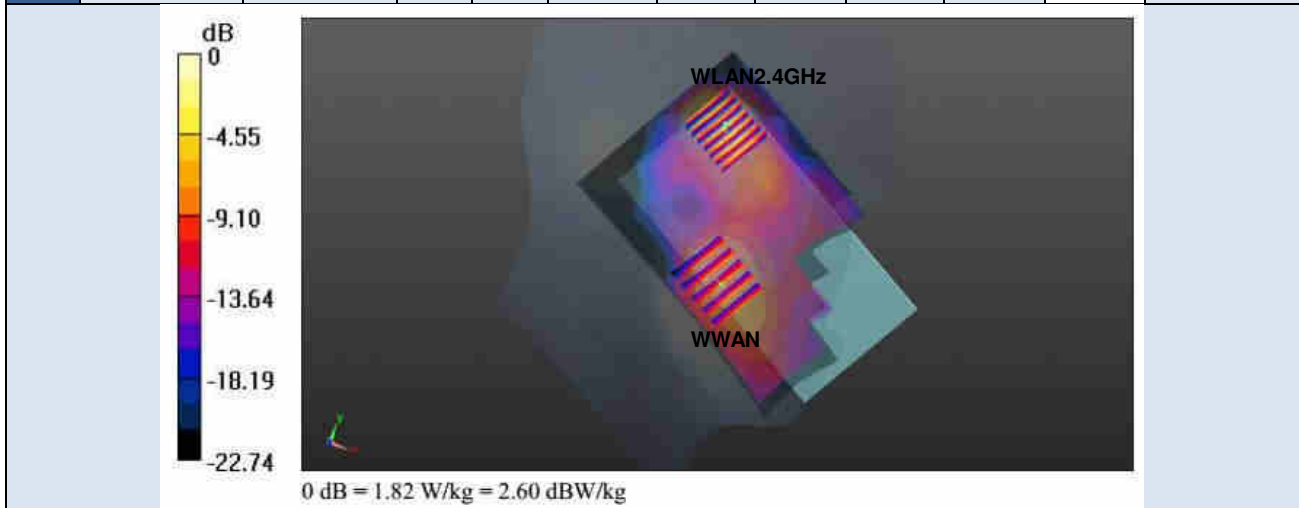 dB
0
-4.55
-9.10
-13.64
-18.19
-22.74
WLAN2.4GHz
WWAN
0 dB = 1.82 W/kg = 2.60 dBW/kg